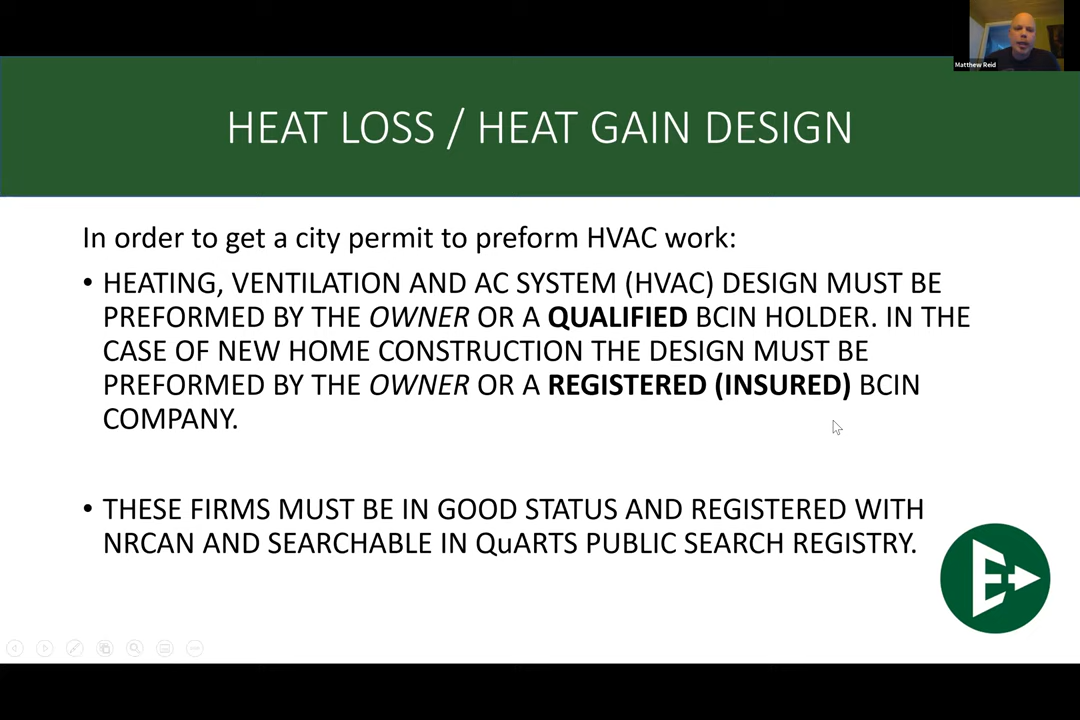 Matthew Reid
HEAT LOSS / HEAT GAIN DESIGN
In order to get a city permit to preform HVAC work:
• HEATING, VENTILATION AND AC SYSTEM (HVAC) DESIGN MUST BE
PREFORMED BY THE OWNER OR A QUALIFIED BCIN HOLDER. IN THE
CASE OF NEW HOME CONSTRUCTION THE DESIGN MUST BE
PREFORMED BY THE OWNER OR A REGISTERED (INSURED) BCIN
COMPANY.
• THESE FIRMS MUST BE IN GOOD STATUS AND REGISTERED WITH
NRCAN AND SEARCHABLE IN QuARTS PUBLIC SEARCH REGISTRY.
E